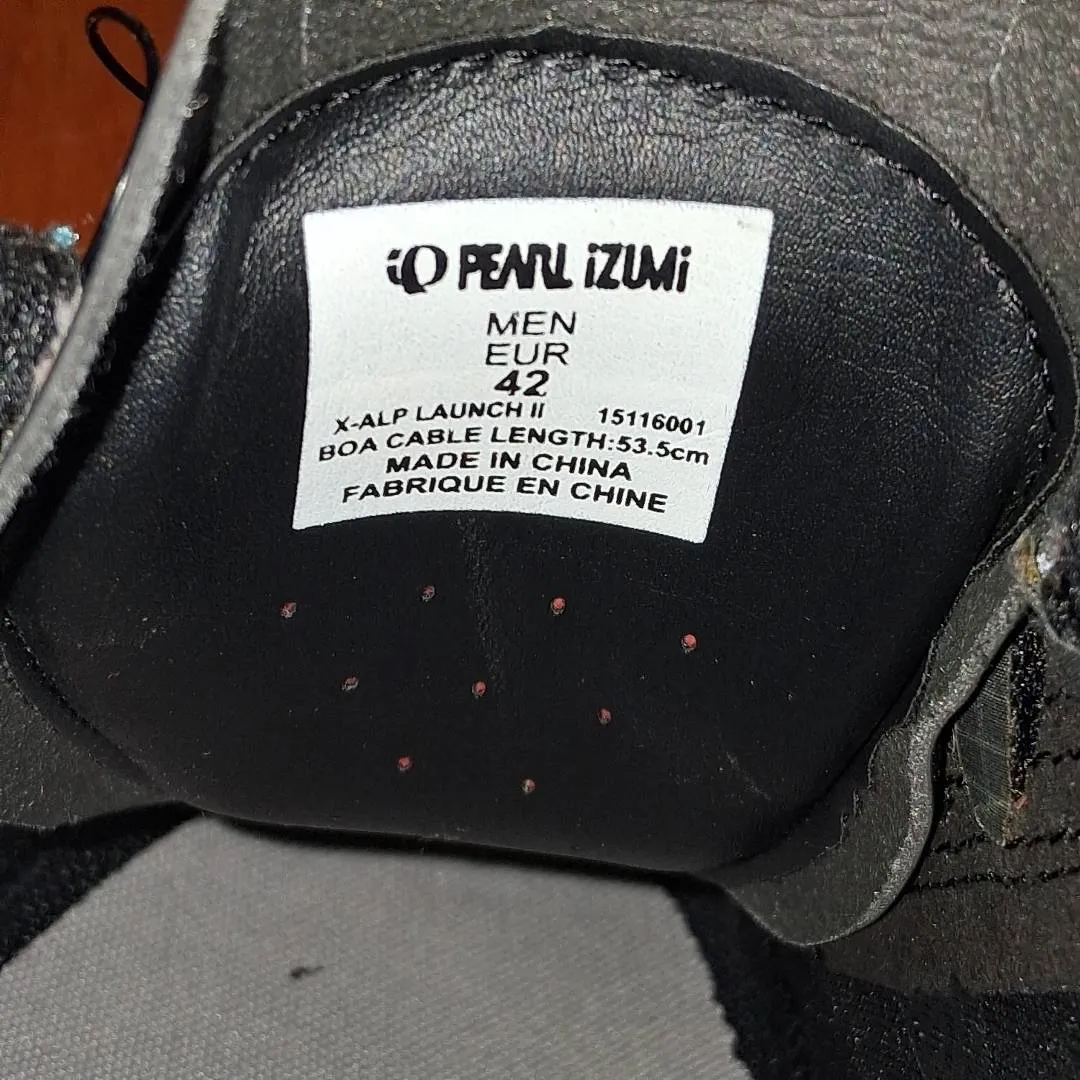 PEARL iZUMi
MEN
EUR
42
X-ALP LAUNCH II 15116001
BOA CABLE LENGTH:53.5cm
MADE IN CHINA
FABRIQUE EN CHINE